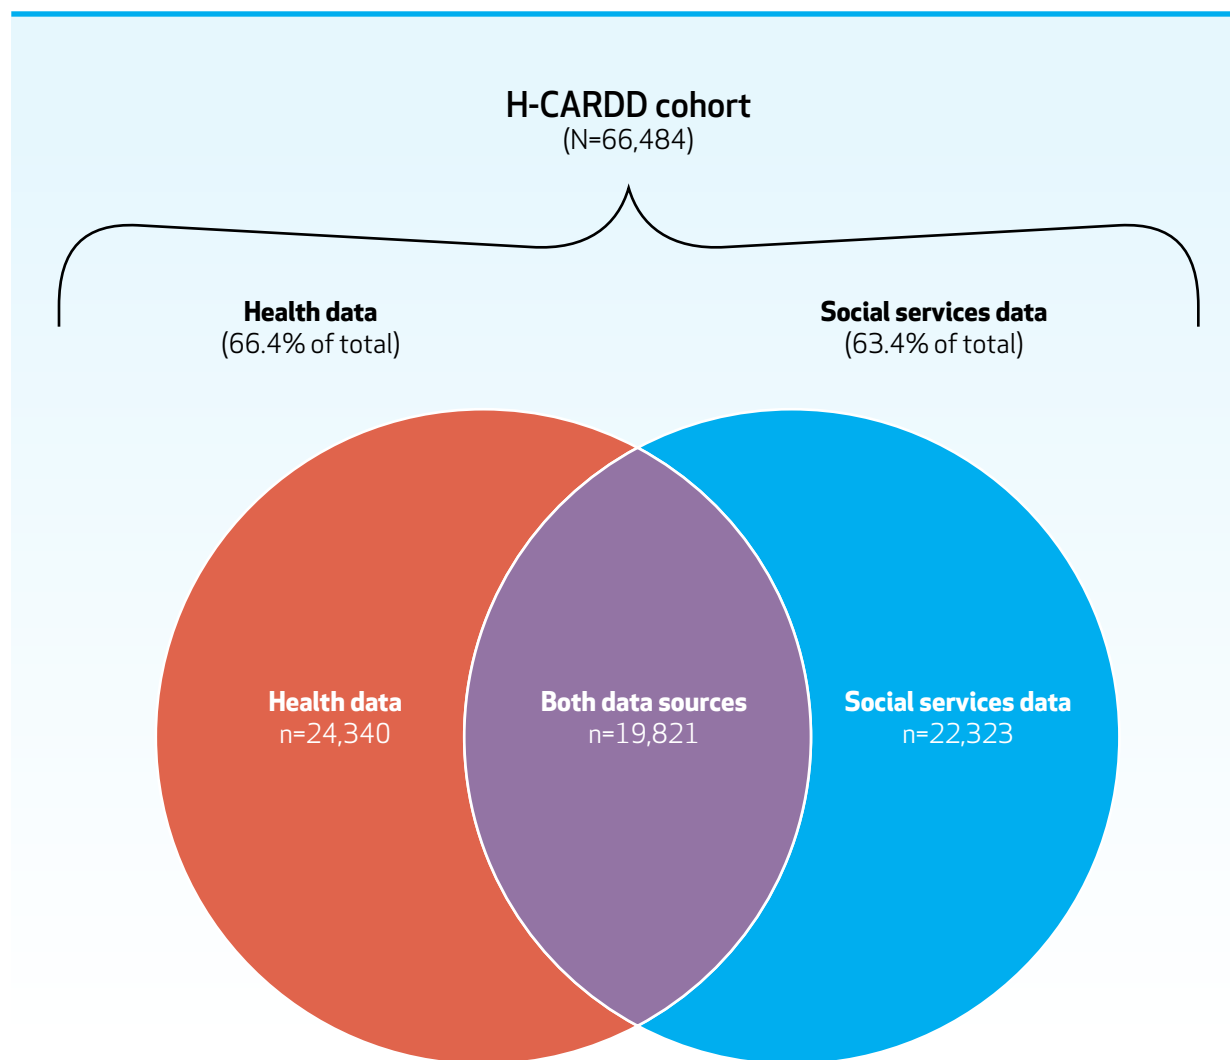 H-CARDD cohort
(N=66,484)
Health data
(66.4% of total)
Social services data
(63.4% of total)
Health data
n=24,340
Both data sources
n=19,821
Social services data
n=22,323